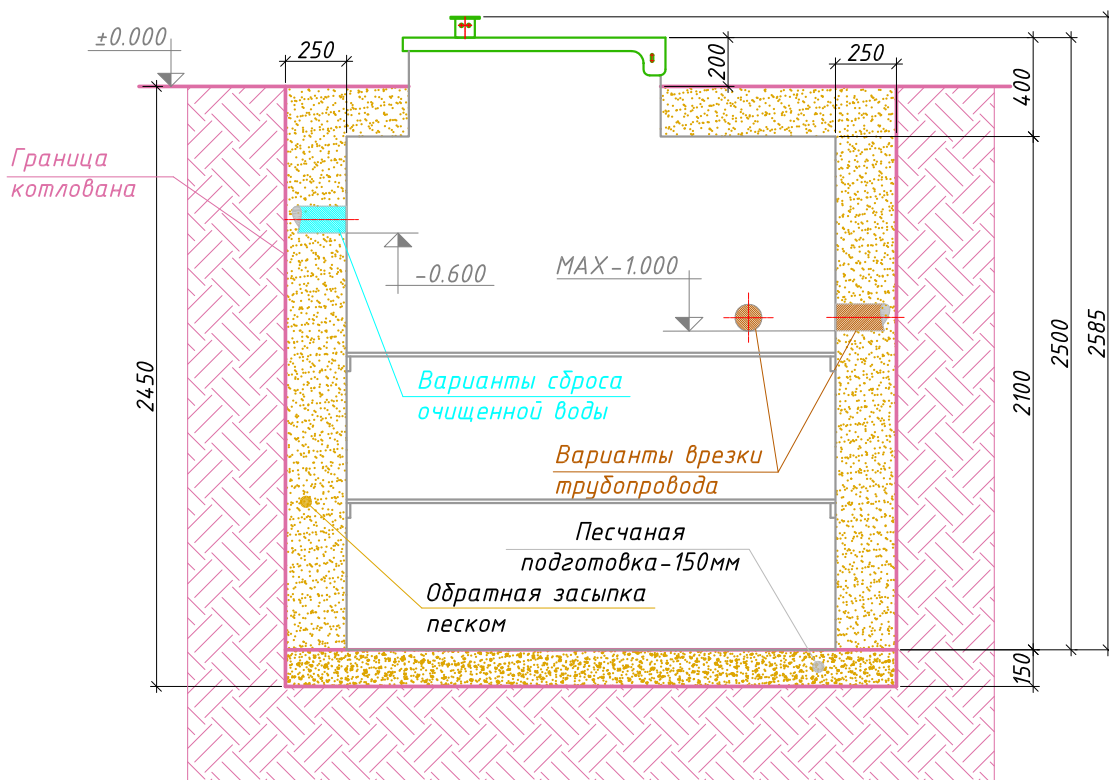 ±0.000
250
200
250
400
Граница
котлована
-0.600
MAX-1.000
2450
2100
2500
2585
Варианты сброса
очищенной воды
Варианты врезки
трубопровода
Песчаная
подготовка-150мм
Обратная засыпка
песком
150